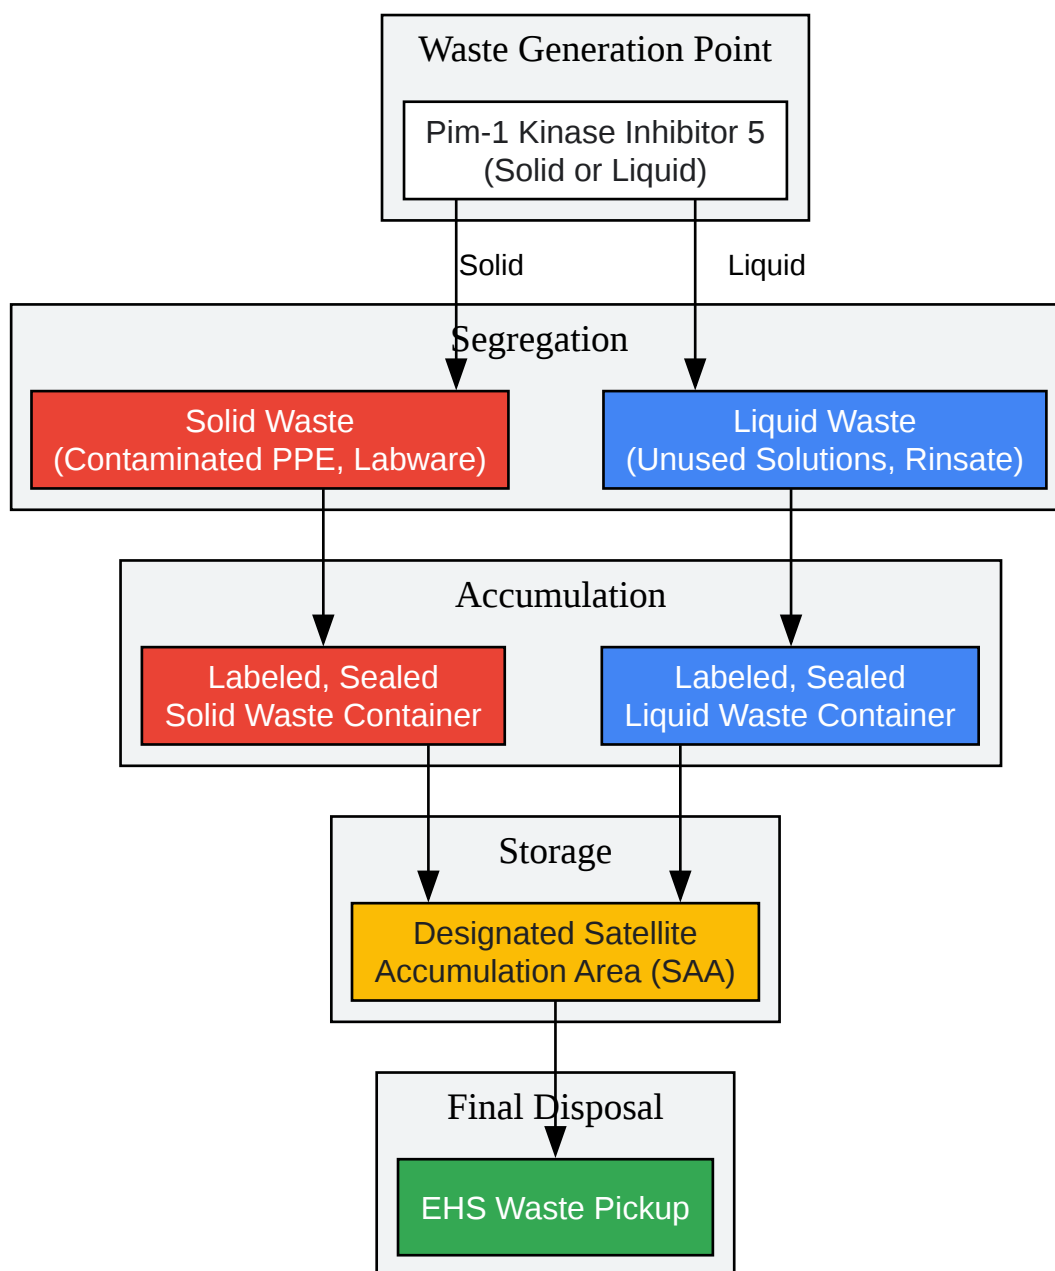 Waste Generation Point
Pim-1 Kinase Inhibitor 5
(Solid or Liquid)
Solid
Liquid
Segregation
Solid Waste
(Contaminated PPE, Labware)
Liquid Waste
(Unused Solutions, Rinsate)
Accumulation
Labeled, Sealed
Solid Waste Container
Labeled, Sealed
Liquid Waste Container
Storage
Designated Satellite
Accumulation Area (SAA)
Final Disposal
EHS Waste Pickup